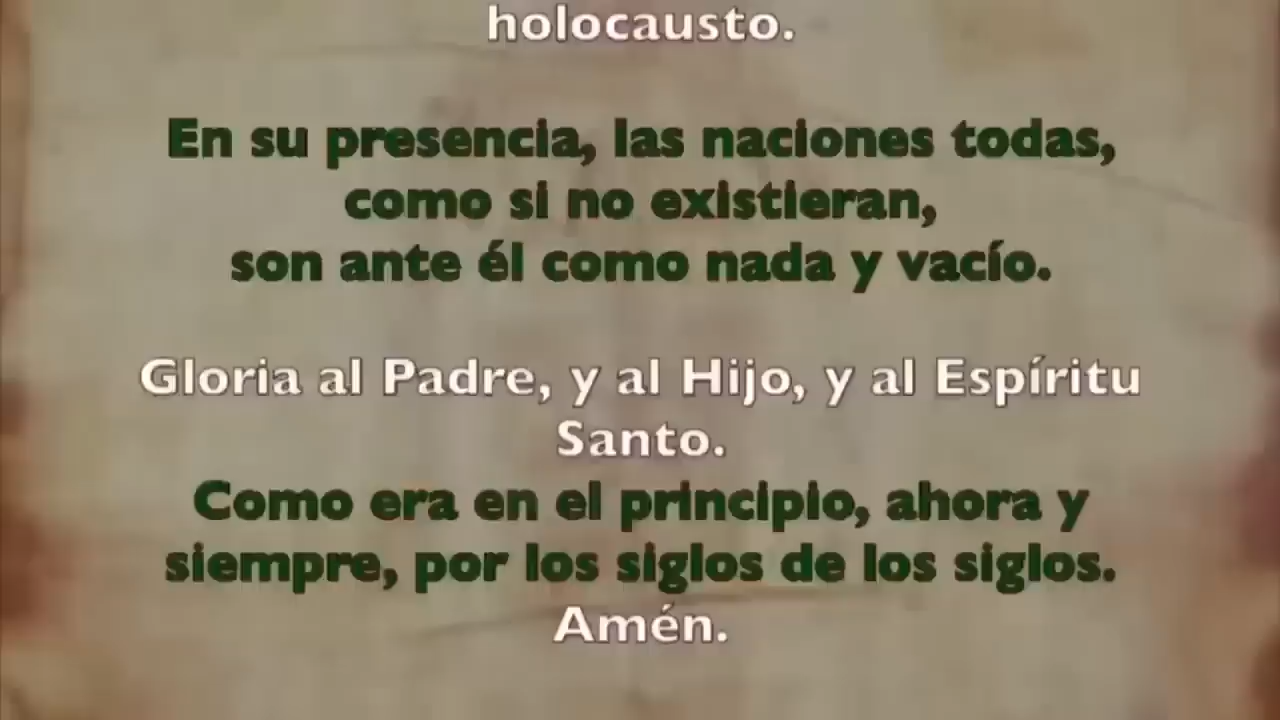 holocausto.
En su presencia, las naciones todas,
como si no existieran,
son ante él como nada y vacío.
Gloria al Padre, y al Hijo, y al Espíritu
Santo.
Como era en el principio, ahora y
siempre, por los siglos de los siglos.
Amén.